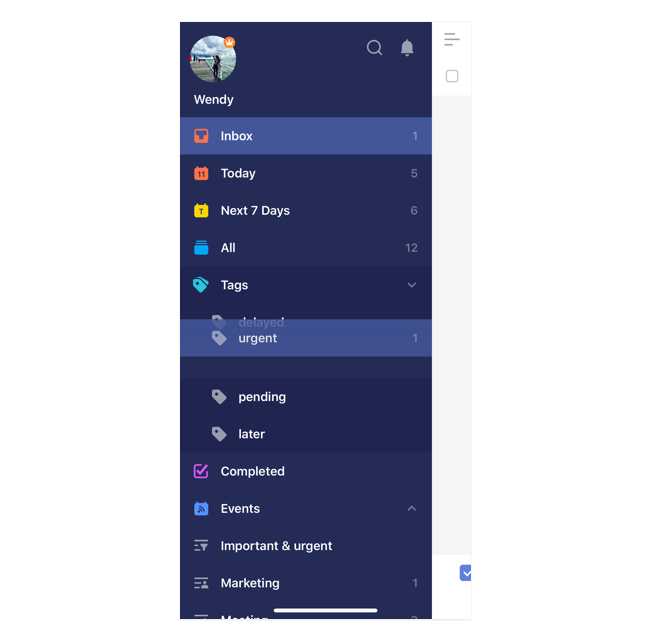 Wendy
Inbox 1
11 Today 5
T Next 7 Days 6
All 12
Tags
delayed
urgent 1
pending
later
Completed
Events
Important & urgent
Marketing 1
Meeting